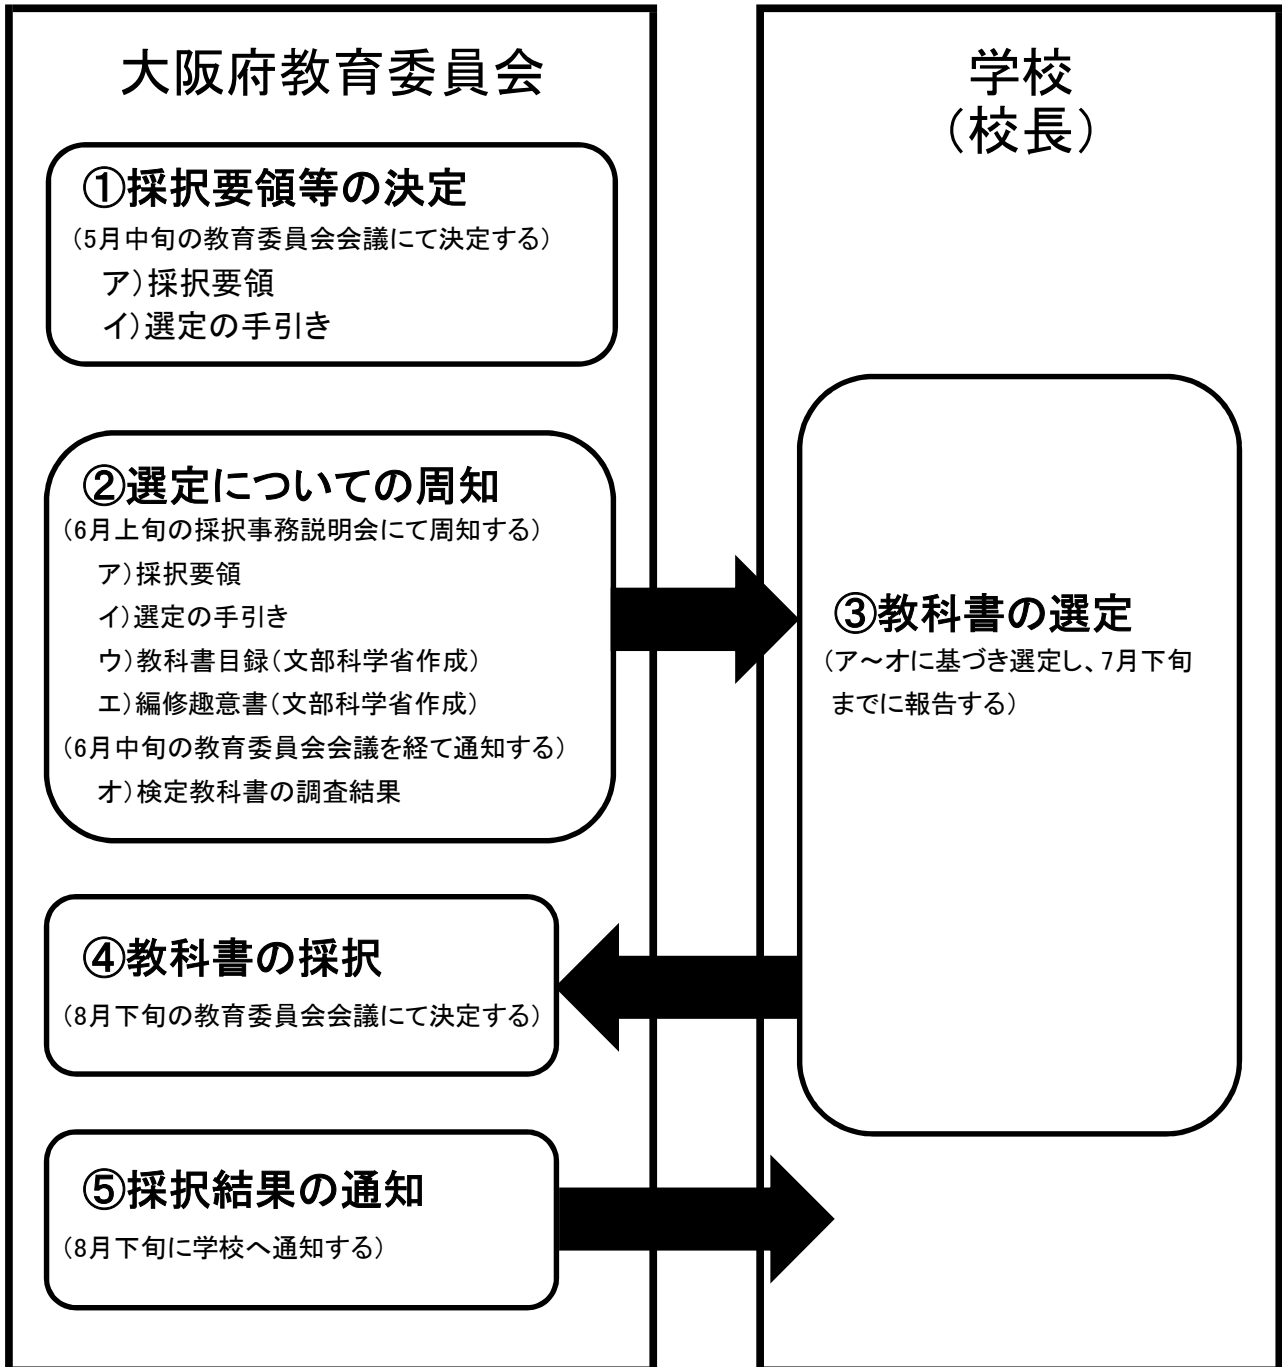 大阪府教育委員会
①採択要領等の決定
（5月中旬の教育委員会会議にて決定する）
ア）採択要領
イ）選定の手引き
②選定についての周知
（6月上旬の採択事務説明会にて周知する）
ア）採択要領
イ）選定の手引き
ウ）教科書目録（文部科学省作成）
エ）編修趣意書（文部科学省作成）
（6月中旬の教育委員会会議を経て通知する）
オ）検定教科書の調査結果
④教科書の採択
（8月下旬の教育委員会会議にて決定する）
⑤採択結果の通知
（8月下旬に学校へ通知する）
学校
（校長）
③教科書の選定
（ア～オに基づき選定し、7月下旬
までに報告する）